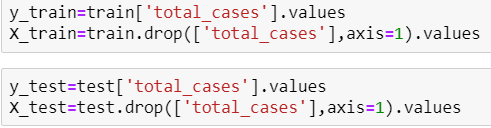 y_train=train['total_cases'].values
X_train=train.drop(['total_cases'],axis=1).values
y_test=test['total_cases'].values
X_test=test.drop(['total_cases'],axis=1).values